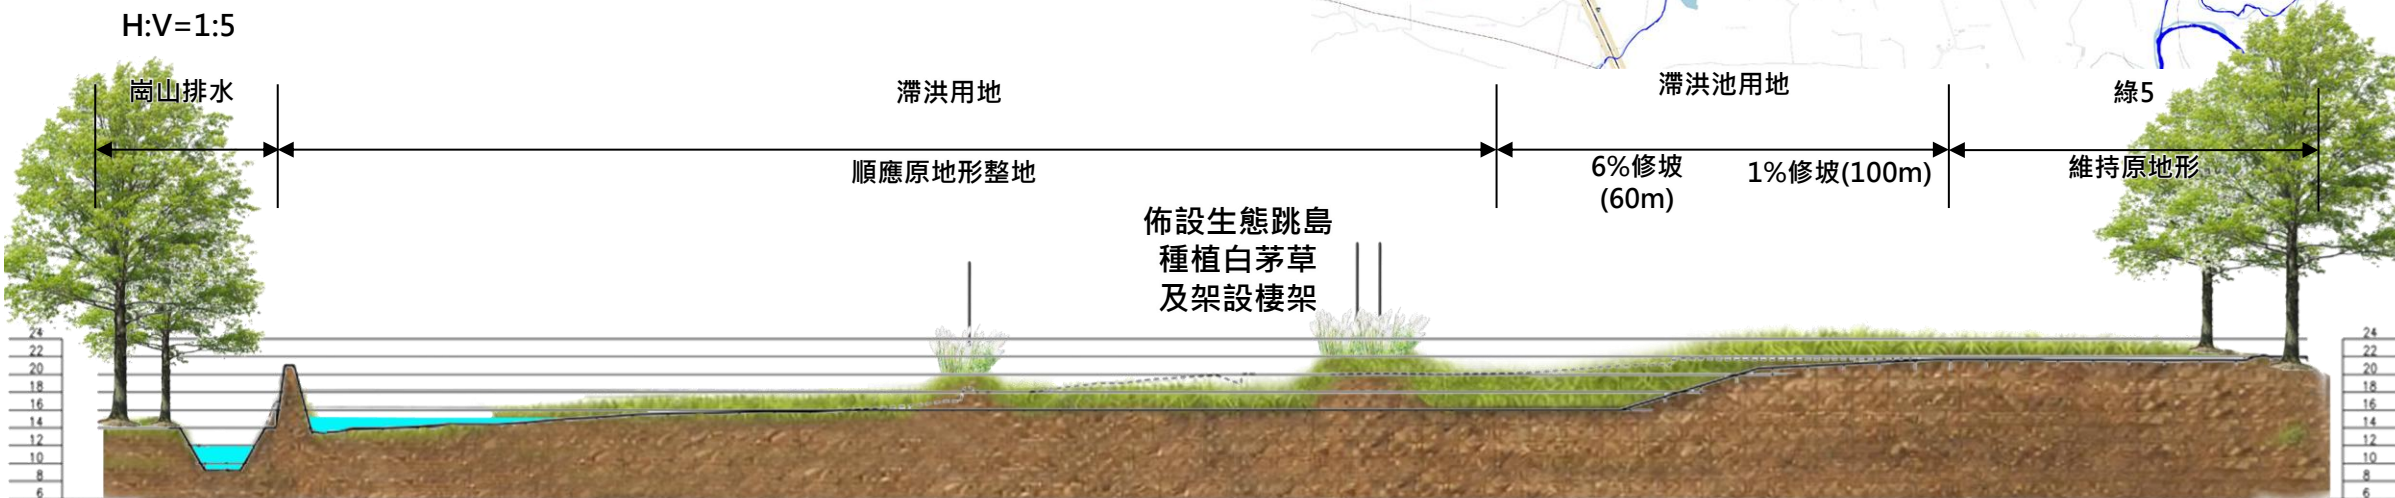 H:V=1:5
崗山排水
滯洪用地
滯洪池用地
綠5
順應原地形整地
6%修坡
(60m)
1%修坡(100m)
維持原地形
佈設生態跳島
種植白茅草
及架設棲架
24
22
20
18
16
14
12
10
8
6
24
22
20
18
16
14
12
10
8
6